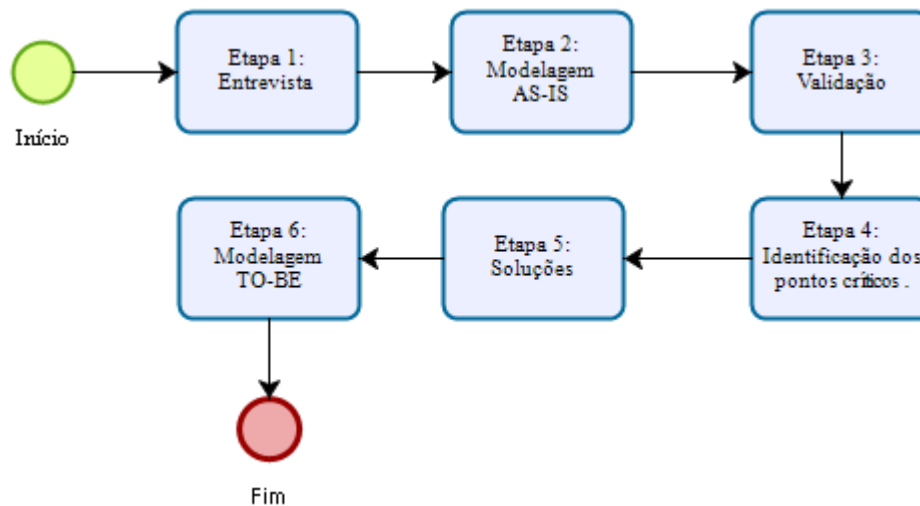 Etapa 1:
Entrevista
Etapa 2:
Modelagem
AS-IS
Etapa 3:
Validação
Início
Etapa 4:
Identificação dos
pontos críticos .
Etapa 5:
Soluções
Etapa 6:
Modelagem
TO-BE
Fim